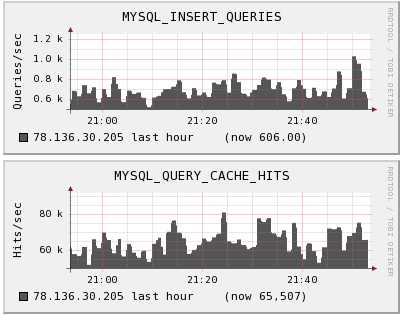 MYSQL_INSERT_QUERIES
RRDTOOL / TOBI OETIKER
Queries/sec
1.2 k
1.0 k
0.8 k
0.6 k
21:00 21:20 21:40
78.136.30.205 last hour (now 606.00)
MYSQL_QUERY_CACHE_HITS
RRDTOOL / TOBI OETIKER
Hits/sec
80 k
60 k
21:00 21:20 21:40
78.136.30.205 last hour (now 65,507)